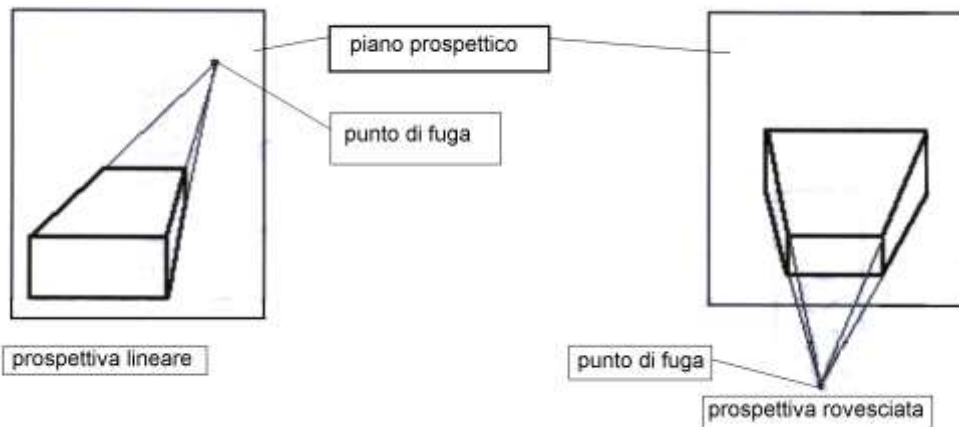 piano prospettico
punto di fuga
prospettiva lineare
punto di fuga
prospettiva rovesciata